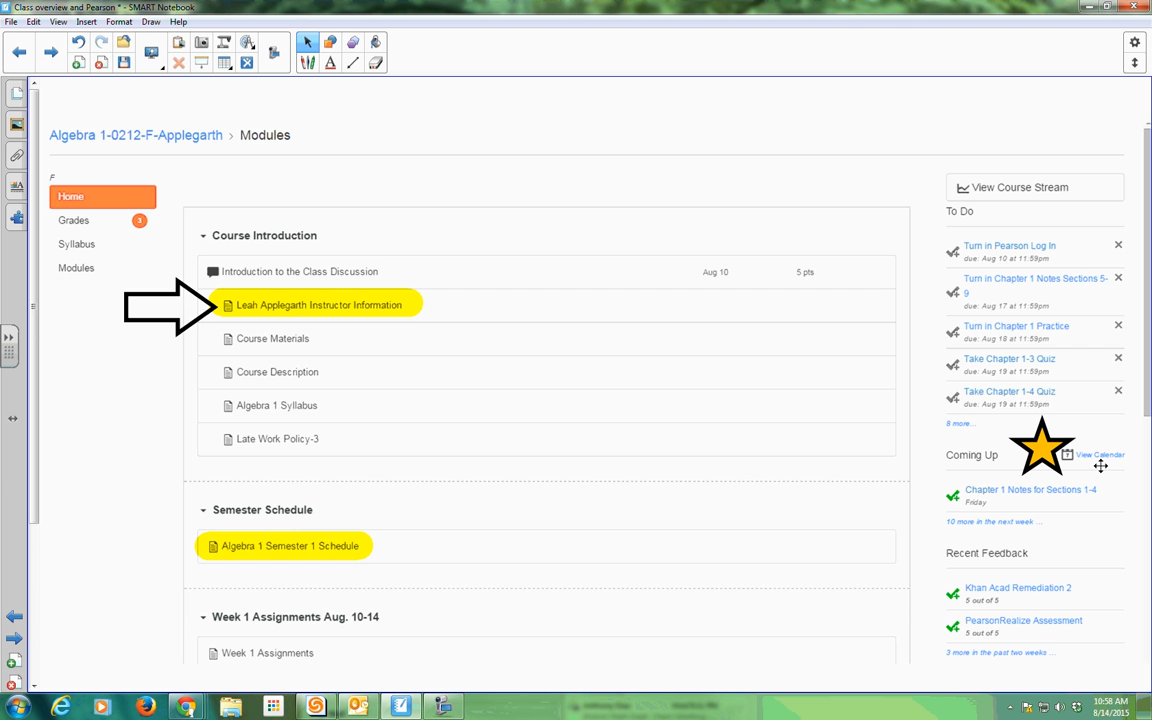 Class overview and Pearson * - SMART Notebook
File Edit View Insert Format Draw Help
Algebra 1-0212-F-Applegarth > Modules
F
Home
Grades 3
Syllabus
Modules
Course Introduction
Introduction to the Class Discussion Aug 10 5 pts
Leah Applegarth Instructor Information
Course Materials
Course Description
Algebra 1 Syllabus
Late Work Policy-3
Semester Schedule
Algebra 1 Semester 1 Schedule
Week 1 Assignments Aug. 10-14
Week 1 Assignments
View Course Stream
To Do
Turn in Pearson Log In
due: Aug 10 at 11:59pm
Turn in Chapter 1 Notes Sections 5-
9
due: Aug 17 at 11:59pm
Turn in Chapter 1 Practice
due: Aug 18 at 11:59pm
Take Chapter 1-3 Quiz
due: Aug 19 at 11:59pm
Take Chapter 1-4 Quiz
due: Aug 19 at 11:59pm
8 more...
Coming Up 7 View Calendar
Chapter 1 Notes for Sections 1-4
Friday
10 more in the next week ...
Recent Feedback
Khan Acad Remediation 2
5 out of 5
PearsonRealize Assessment
5 out of 5
3 more in the past two weeks ...
10:58 AM
8/14/2015